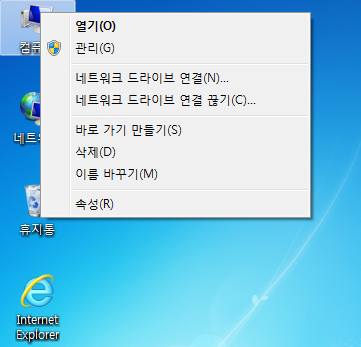 열기(O)
관리(G)
네트워크 드라이브 연결(N)...
네트워크 드라이브 연결 끊기(C)...
바로 가기 만들기(S)
삭제(D)
이름 바꾸기(M)
속성(R)
휴지통
Internet
Explorer